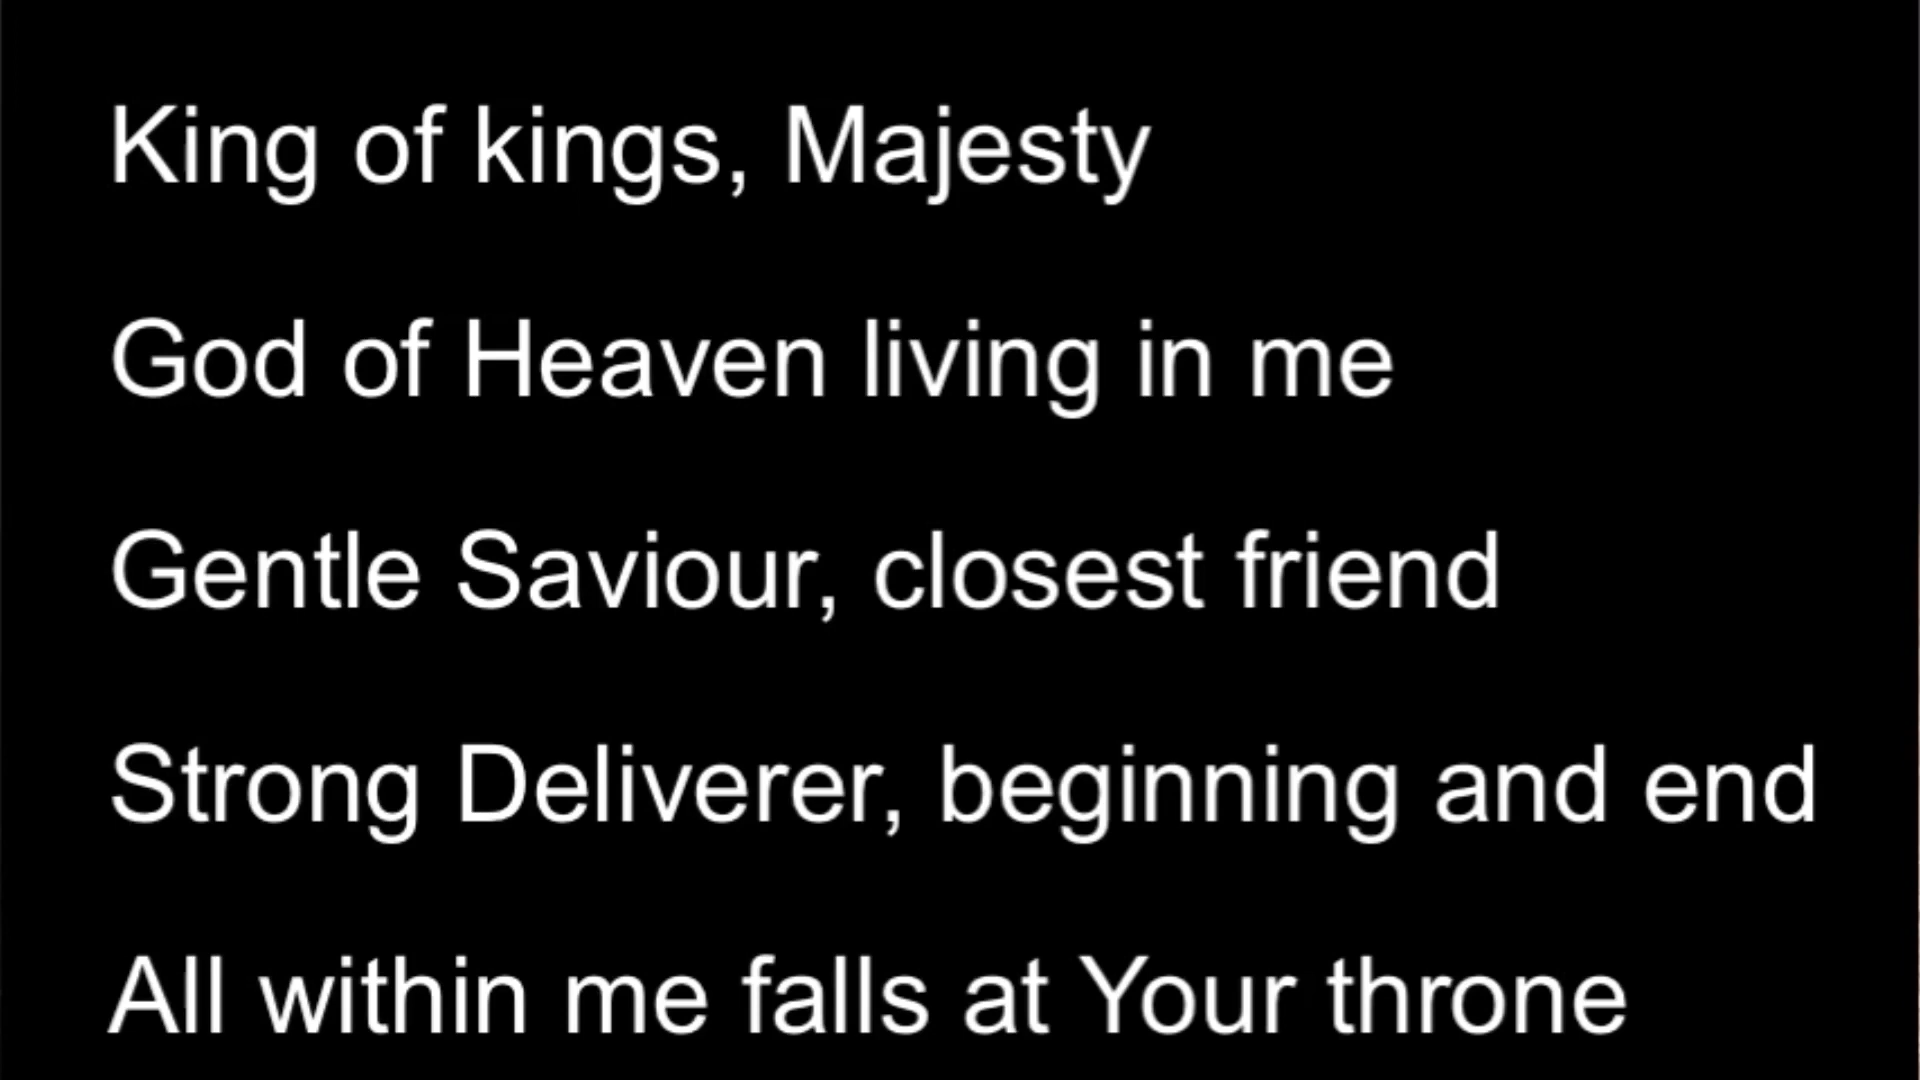 King of kings, Majesty
God of Heaven living in me
Gentle Saviour, closest friend
Strong Deliverer, beginning and end
All within me falls at Your throne